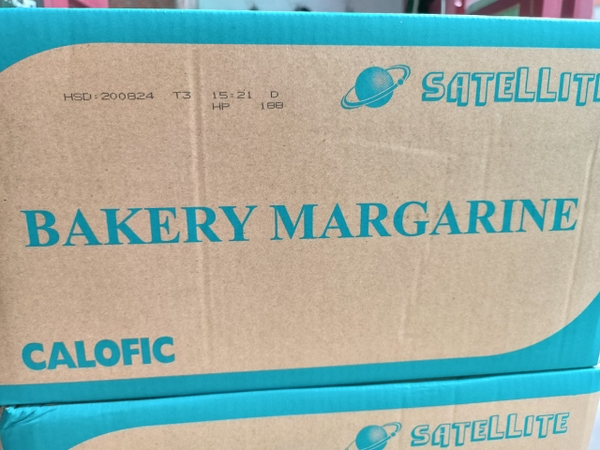 HSD:200824 T3 15:21 D
HP 188
SATELLITE
BAKERY MARGARINE
CALOFIC
SATELLITE